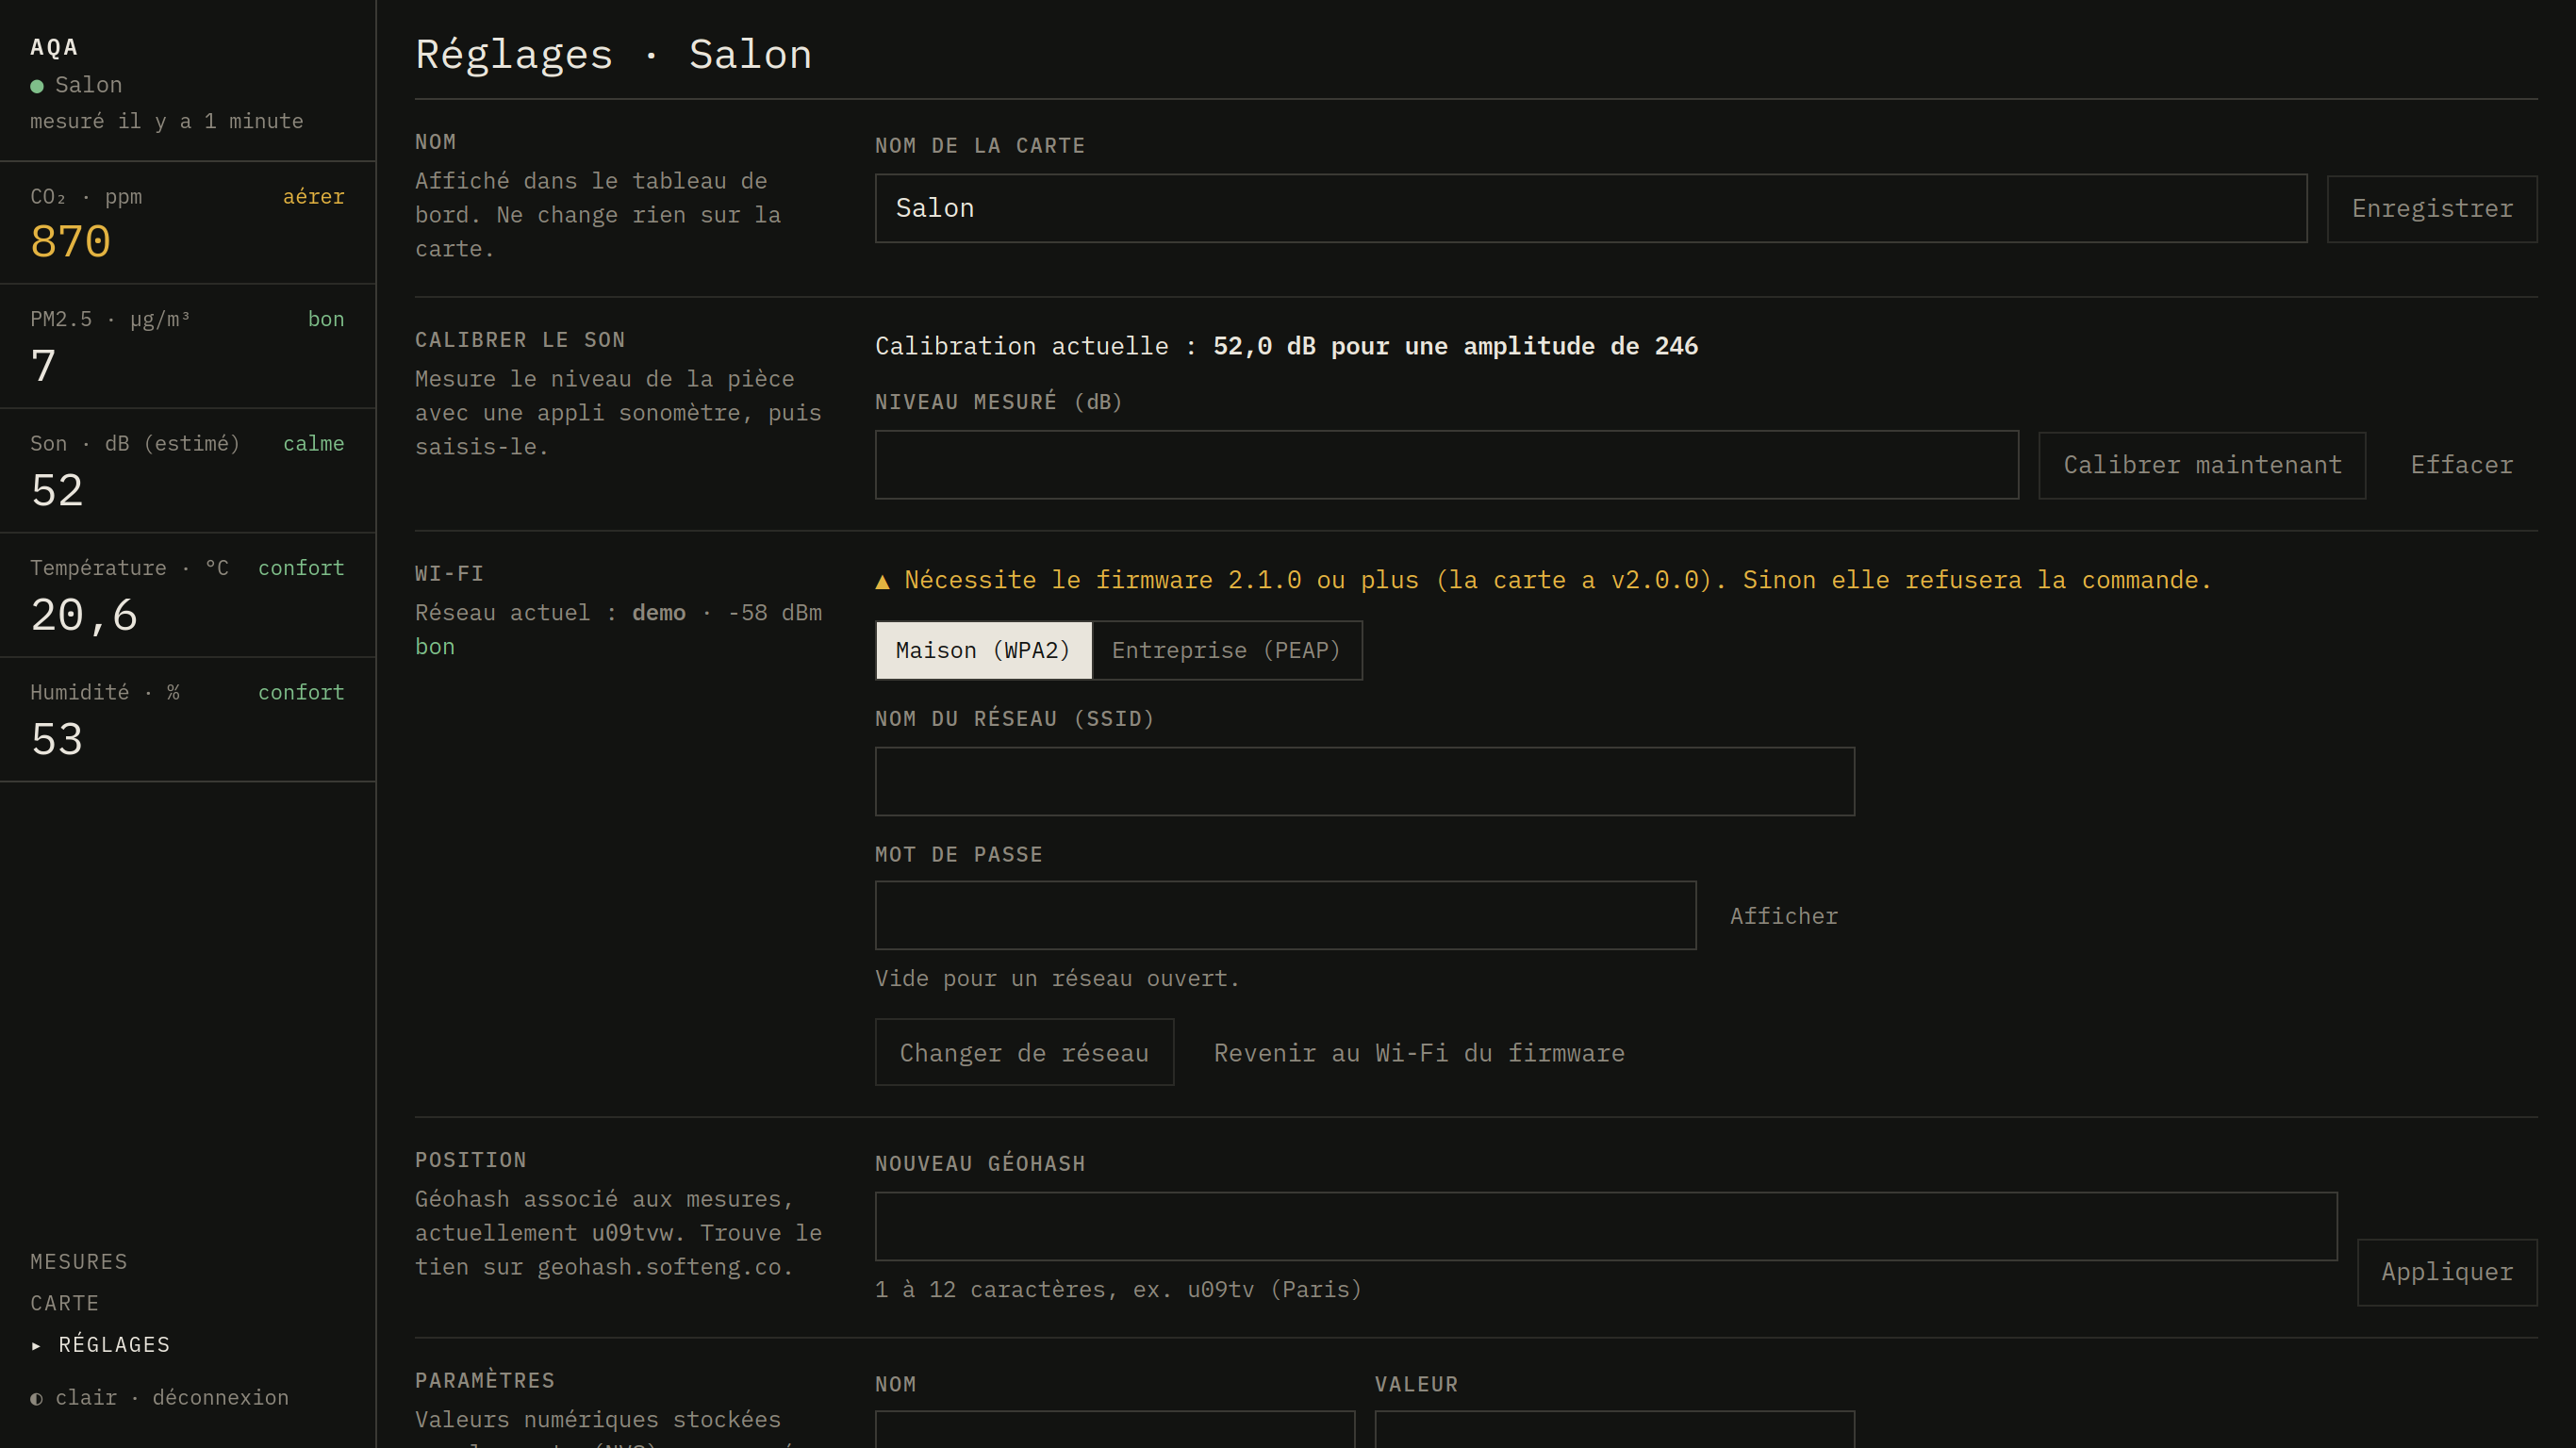 AQA
● Salon
mesuré il y a 1 minute
CO₂ · ppm aérer
870
PM2.5 · µg/m³ bon
7
Son · dB (estimé) calme
52
Température · °C confort
20,6
Humidité · % confort
53
MESURES
CARTE
▸ RÉGLAGES
◐ clair · déconnexion
Réglages · Salon
NOM
Affiché dans le tableau de
bord. Ne change rien sur la
carte.
NOM DE LA CARTE
Salon
Enregistrer
CALIBRER LE SON
Mesure le niveau de la pièce
avec une appli sonomètre, puis
saisis-le.
Calibration actuelle : 52,0 dB pour une amplitude de 246
NIVEAU MESURÉ (dB)
Calibrer maintenant Effacer
WI-FI
Réseau actuel : demo · -58 dBm
bon
▲ Nécessite le firmware 2.1.0 ou plus (la carte a v2.0.0). Sinon elle refusera la commande.
Maison (WPA2) Entreprise (PEAP)
NOM DU RÉSEAU (SSID)
MOT DE PASSE
Afficher
Vide pour un réseau ouvert.
Changer de réseau Revenir au Wi-Fi du firmware
POSITION
Géohash associé aux mesures,
actuellement u09tvw. Trouve le
tien sur geohash.softeng.co.
NOUVEAU GÉOHASH
1 à 12 caractères, ex. u09tv (Paris)
Appliquer
PARAMÈTRES
Valeurs numériques stockées
NOM VALEUR